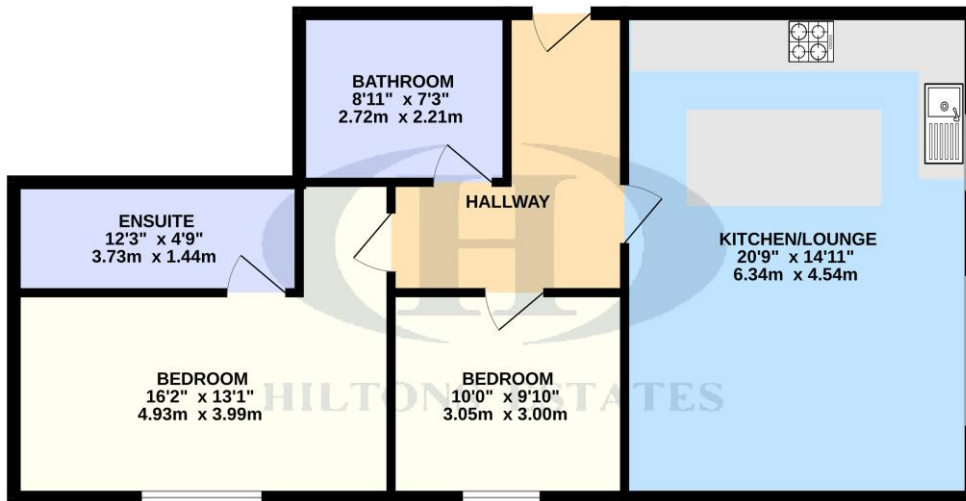 BATHROOM
8'11" x 7'3"
2.72m x 2.21m
HALLWAY
ENSUITE
12'3" x 4'9"
3.73m x 1.44m
KITCHEN/LOUNGE
20'9" x 14'11"
6.34m x 4.54m
BEDROOM
16'2" x 13'1"
4.93m x 3.99m
BEDROOM
10'0" x 9'10"
3.05m x 3.00m
H
HILTONS ESTATES